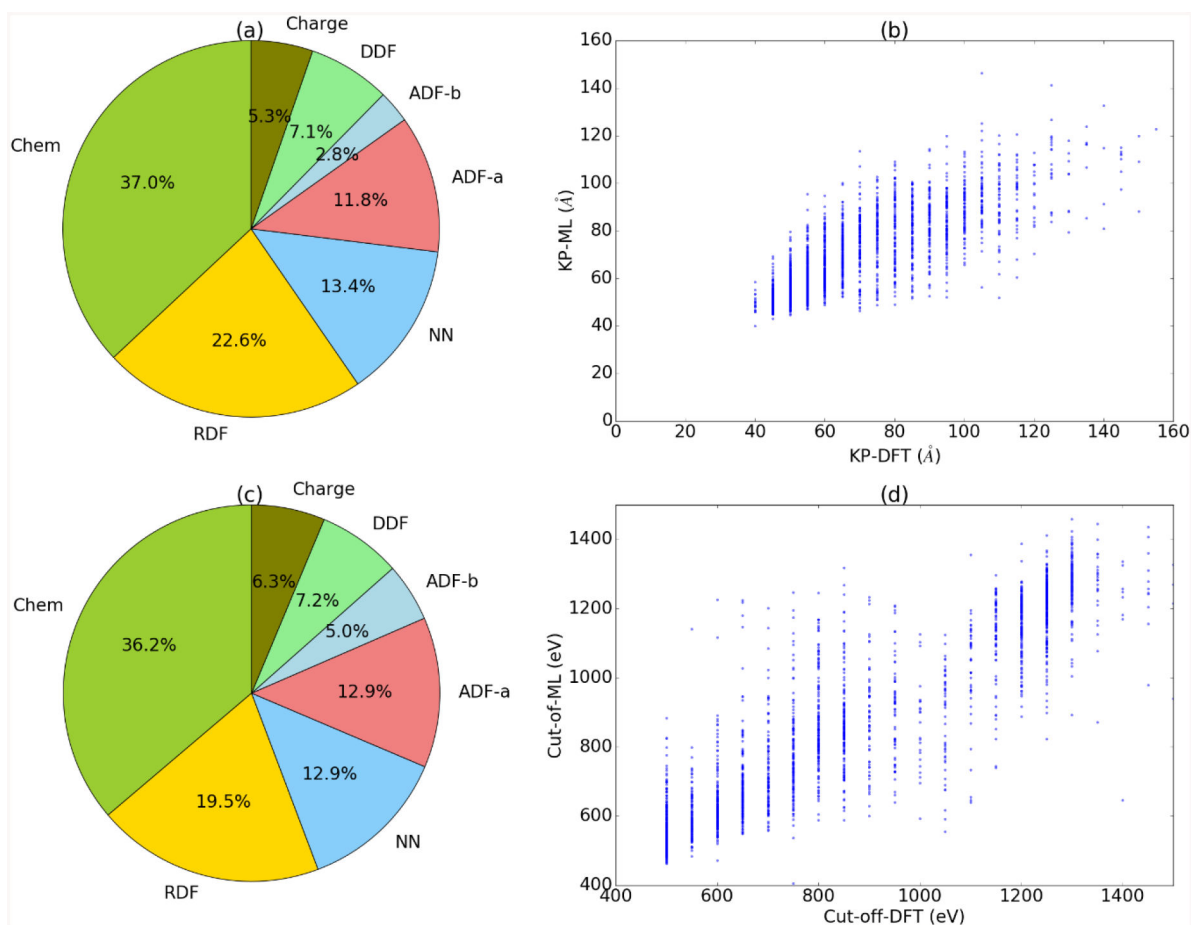 (a)
Charge
DDF
ADF-b
ADF-a
NN
RDF
Chem
5.3%
7.1%
2.8%
11.8%
13.4%
22.6%
37.0%
(b)
KP-ML (Å)
160
140
120
100
80
60
40
20
0
0 20 40 60 80 100 120 140 160
KP-DFT (Å)
(c)
Charge
DDF
ADF-b
ADF-a
NN
RDF
Chem
6.3%
7.2%
5.0%
12.9%
12.9%
19.5%
36.2%
(d)
Cut-of-ML (eV)
1400
1200
1000
800
600
400
400 600 800 1000 1200 1400
Cut-off-DFT (eV)